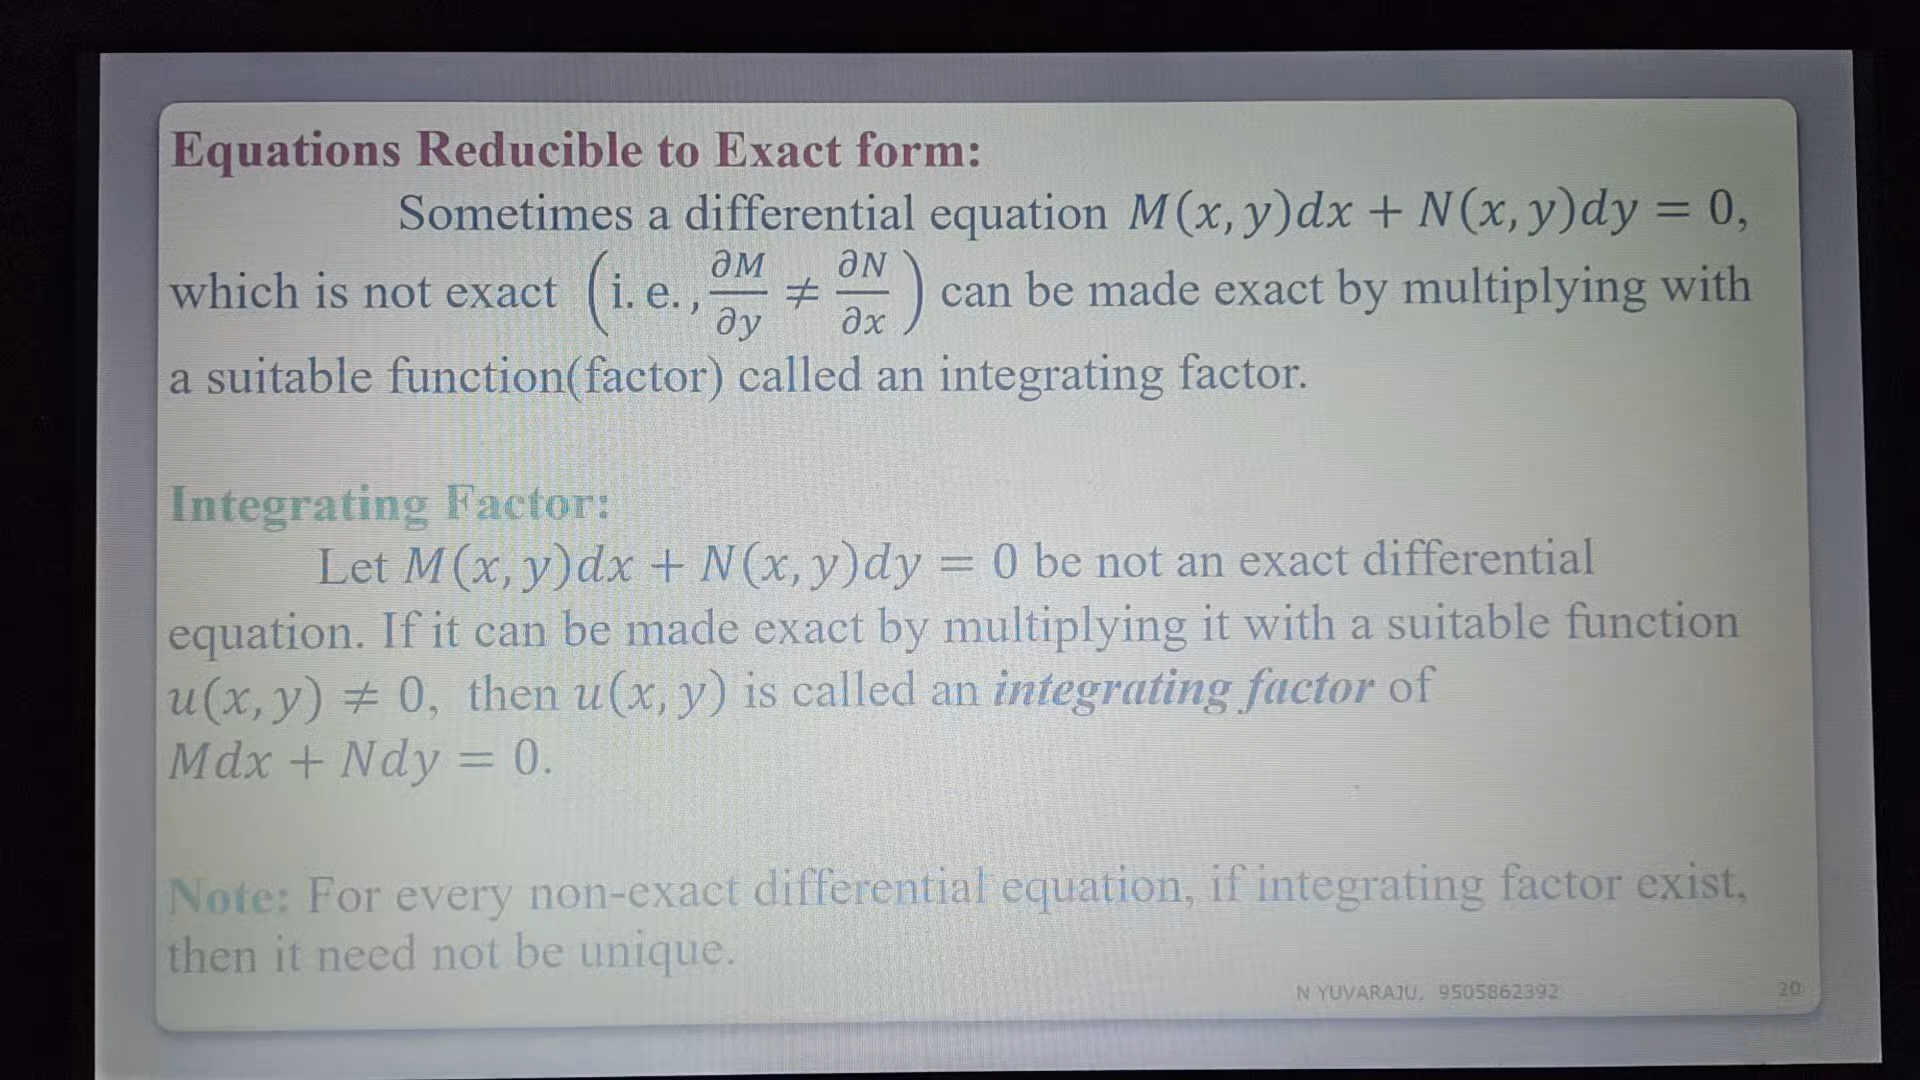 Equations Reducible to Exact form:
Sometimes a differential equation M(x, y)dx + N(x, y)dy = 0,
which is not exact (i. e., ∂M/∂y ≠ ∂N/∂x) can be made exact by multiplying with
a suitable function(factor) called an integrating factor.
Integrating Factor:
Let M(x, y)dx + N(x, y)dy = 0 be not an exact differential
equation. If it can be made exact by multiplying it with a suitable function
u(x, y) ≠ 0, then u(x, y) is called an integrating factor of
Mdx + Ndy = 0.
Note: For every non-exact differential equation, if integrating factor exist,
then it need not be unique.
N YUVARAJU, 9505862392
20